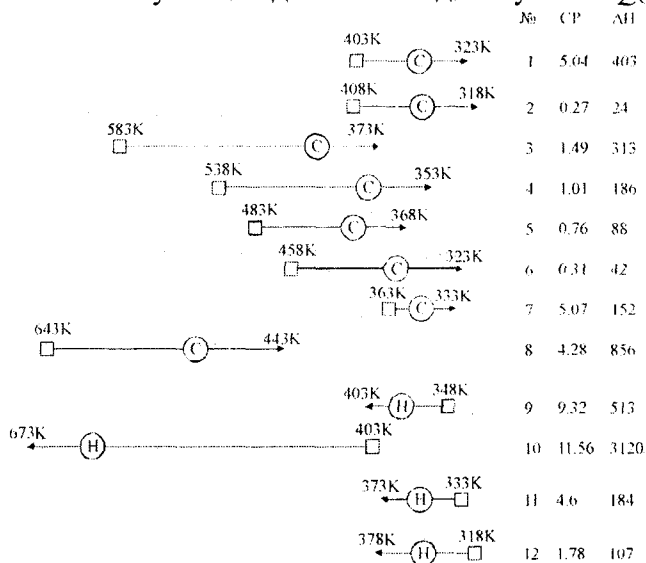 № CP ΔH
403K 323K 1 5.04 403
C
408K 318K 2 0.27 24
C
583K 373K 3 1.49 313
C
538K 353K 4 1.01 186
C
483K 368K 5 0.76 88
C
458K 323K 6 0.31 42
C
363K 333K 7 5.07 152
C
643K 443K 8 4.28 856
C
403K 348K 9 9.32 513
H
673K 403K 10 11.56 3120
H
373K 333K 11 4.6 184
H
378K 318K 12 1.78 107
H